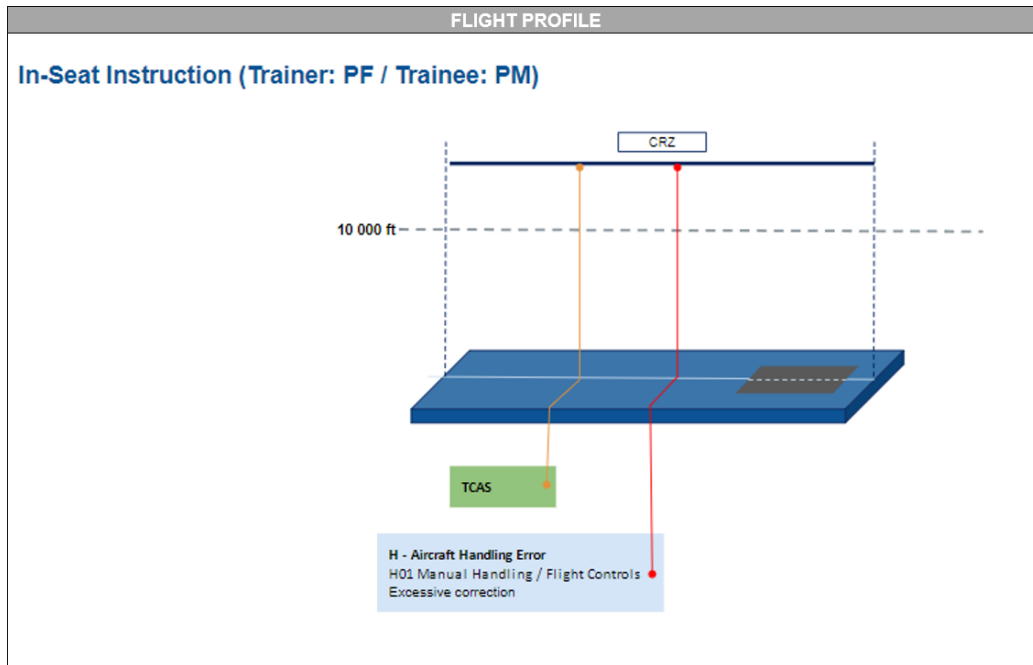 FLIGHT PROFILE
In-Seat Instruction (Trainer: PF / Trainee: PM)
CRZ
10 000 ft
TCAS
H - Aircraft Handling Error
H01 Manual Handling / Flight Controls
Excessive correction